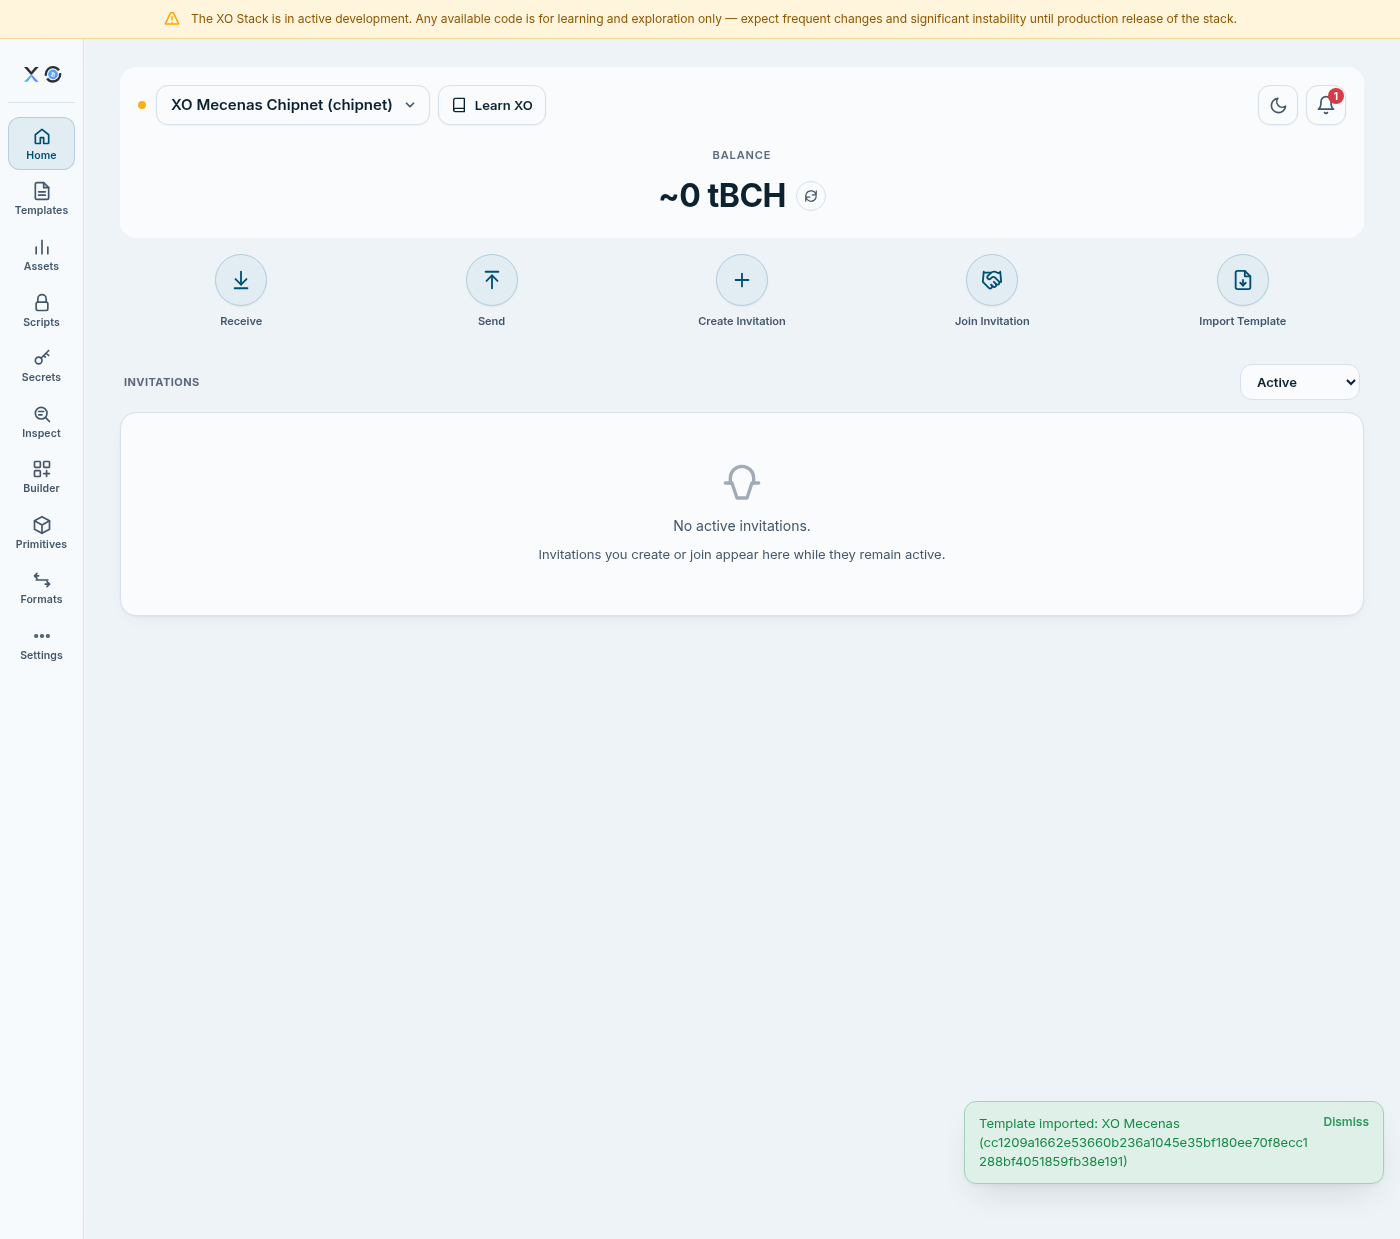 The XO Stack is in active development. Any available code is for learning and exploration only — expect frequent changes and significant instability until production release of the stack.
XO
XO Mecenas Chipnet (chipnet)
Learn XO
1
BALANCE
~0 tBCH
Home
Templates
Assets
Scripts
Secrets
Inspect
Builder
Primitives
Formats
Settings
Receive
Send
Create Invitation
Join Invitation
Import Template
INVITATIONS
Active
No active invitations.
Invitations you create or join appear here while they remain active.
Template imported: XO Mecenas
(cc1209a1662e53660b236a1045e35bf180ee70f8ecc1
288bf4051859fb38e191)
Dismiss